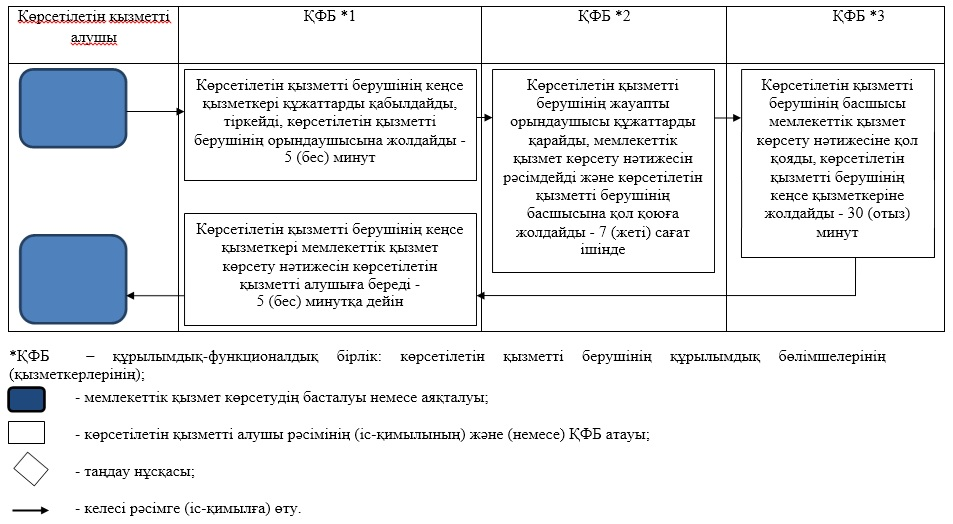 Көрсетілетін қызметті
алушы
ҚФБ *1
ҚФБ *2
ҚФБ *3
Көрсетілетін қызметті берушінің кеңсе
қызметкері құжаттарды қабылдайды,
тіркейді, көрсетілетін қызметті
берушінің орындаушысына жолдайды -
5 (бес) минут
Көрсетілетін қызметті
берушінің жауапты
орындаушысы құжаттарды
қарайды, мемлекеттік
қызмет көрсету нәтижесін
рәсімдейді және көрсетілетін
қызметті берушінің
басшысына қол қоюға
жолдайды - 7 (жеті) сағат
ішінде
Көрсетілетін қызметті
берушінің басшысы
мемлекеттік қызмет
көрсету нәтижесіне қол
қояды, көрсетілетін
қызметті берушінің
кеңсе қызметкеріне
жолдайды - 30 (отыз)
минут
Көрсетілетін қызметті берушінің кеңсе
қызметкері мемлекеттік қызмет
көрсету нәтижесін көрсетілетін
қызметті алушыға береді -
5 (бес) минутқа дейін
*ҚФБ – құрылымдық-функционалдық бірлік: көрсетілетін қызметті берушінің құрылымдық бөлімшелерінің
(қызметкерлерінің);
- мемлекеттік қызмет көрсетудің басталуы немесе аяқталуы;
- көрсетілетін қызметті алушы рәсімінің (іс-қимылының) және (немесе) ҚФБ атауы;
- таңдау нұсқасы;
- келесі рәсімге (іс-қимылға) өту.